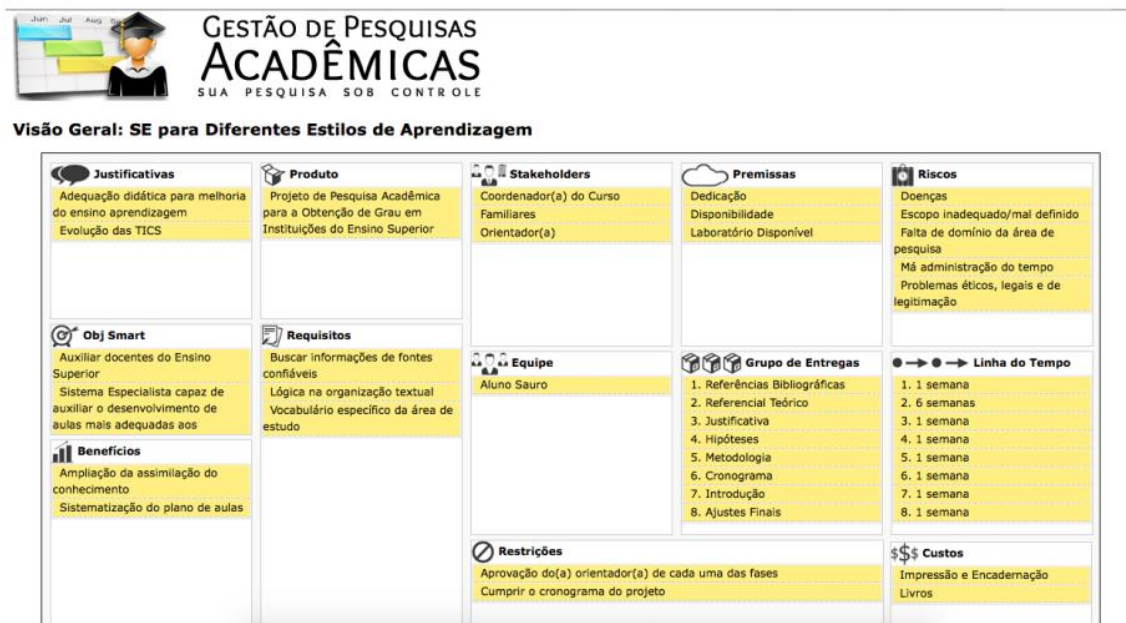 Jun Jul Aug
GESTÃO DE PESQUISAS
ACADÊMICAS
SUA PESQUISA SOB CONTROLE
Visão Geral: SE para Diferentes Estilos de Aprendizagem
Justificativas
Adequação didática para melhoria
do ensino aprendizagem
Evolução das TICS
Produto
Projeto de Pesquisa Acadêmica
para a Obtenção de Grau em
Instituições do Ensino Superior
Stakeholders
Coordenador(a) do Curso
Familiares
Orientador(a)
Premissas
Dedicação
Disponibilidade
Laboratório Disponível
Riscos
Doenças
Escopo inadequado/mal definido
Falta de domínio da área de
pesquisa
Má administração do tempo
Problemas éticos, legais e de
legitimação
Obj Smart
Auxiliar docentes do Ensino
Superior
Sistema Especialista capaz de
auxiliar o desenvolvimento de
aulas mais adequadas aos
Requisitos
Buscar informações de fontes
confiáveis
Lógica na organização textual
Vocabulário específico da área de
estudo
Equipe
Aluno Sauro
Grupo de Entregas
1. Referências Bibliográficas
2. Referencial Teórico
3. Justificativa
4. Hipóteses
5. Metodologia
6. Cronograma
7. Introdução
8. Ajustes Finais
Linha do Tempo
1. 1 semana
2. 6 semanas
3. 1 semana
4. 1 semana
5. 1 semana
6. 1 semana
7. 1 semana
8. 1 semana
Benefícios
Ampliação da assimilação do
conhecimento
Sistematização do plano de aulas
Restrições
Aprovação do(a) orientador(a) de cada uma das fases
Cumprir o cronograma do projeto
$$$ Custos
Impressão e Encadernação
Livros